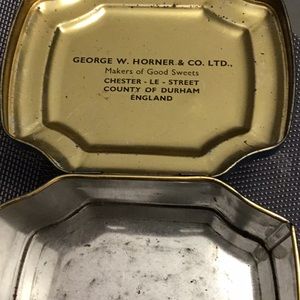 GEORGE W. HORNER & CO. LTD.,
Makers of Good Sweets
CHESTER - LE - STREET
COUNTY OF DURHAM
ENGLAND